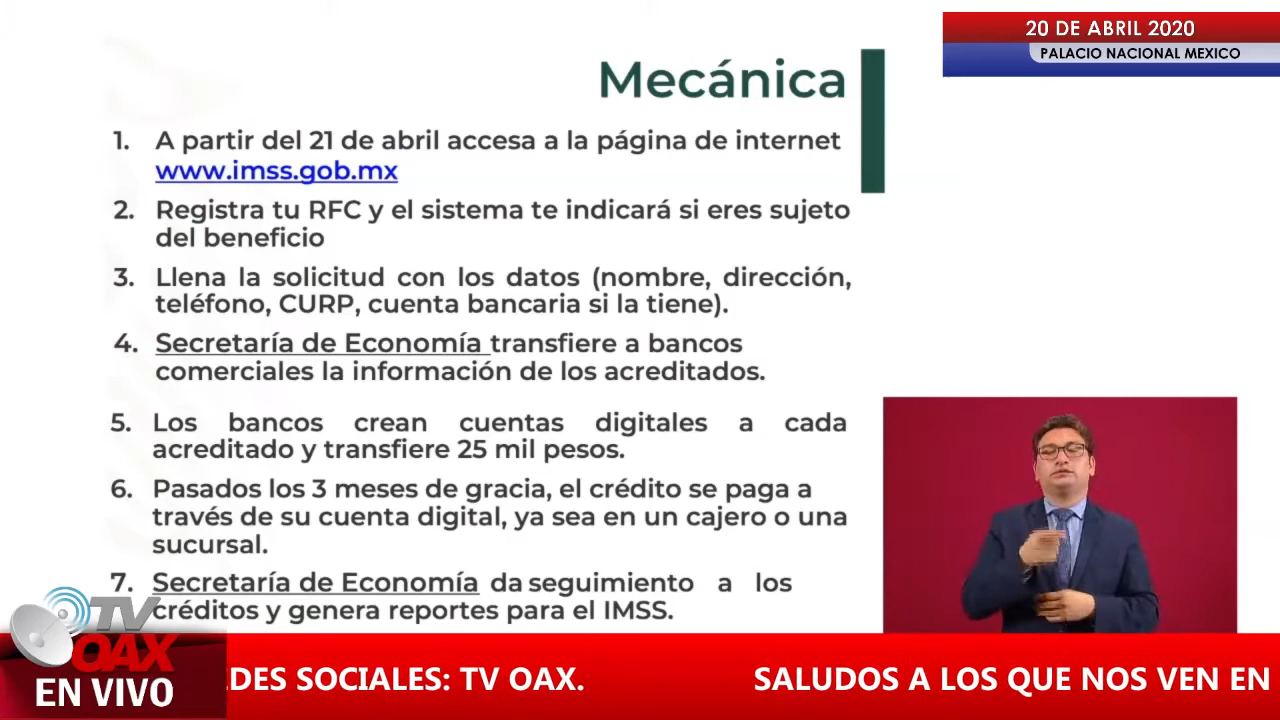 20 DE ABRIL 2020
PALACIO NACIONAL MEXICO
Mecánica
1. A partir del 21 de abril accesa a la página de internet
www.imss.gob.mx
2. Registra tu RFC y el sistema te indicará si eres sujeto
del beneficio
3. Llena la solicitud con los datos (nombre, dirección,
teléfono, CURP, cuenta bancaria si la tiene).
4. Secretaría de Economía transfiere a bancos
comerciales la información de los acreditados.
5. Los bancos crean cuentas digitales a cada
acreditado y transfiere 25 mil pesos.
6. Pasados los 3 meses de gracia, el crédito se paga a
través de su cuenta digital, ya sea en un cajero o una
sucursal.
7. Secretaría de Economía da seguimiento a los
créditos y genera reportes para el IMSS.
TV
OAX
EN VIVO
EDES SOCIALES: TV OAX. SALUDOS A LOS QUE NOS VEN EN